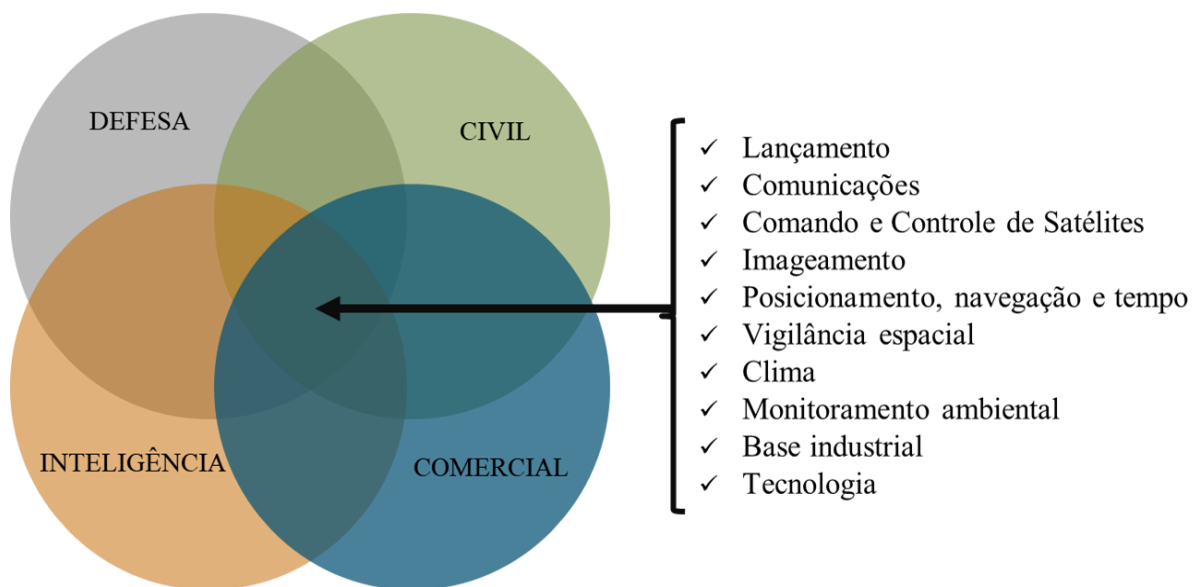 DEFESA
CIVIL
INTELIGÊNCIA
COMERCIAL
✓ Lançamento
✓ Comunicações
✓ Comando e Controle de Satélites
✓ Imageamento
✓ Posicionamento, navegação e tempo
✓ Vigilância espacial
✓ Clima
✓ Monitoramento ambiental
✓ Base industrial
✓ Tecnologia